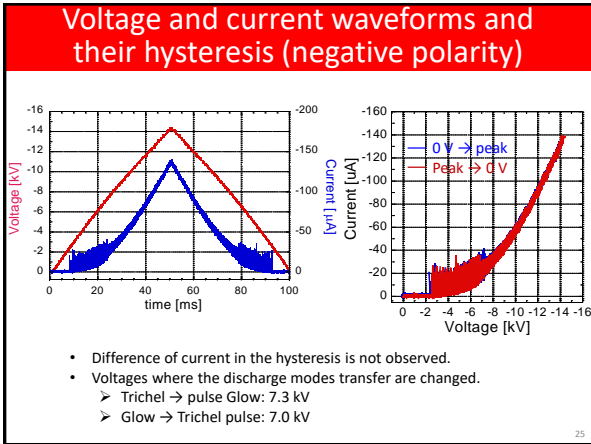 Voltage and current waveforms and
their hysteresis (negative polarity)
-16
-14
-12
-10
-8
-6
-4
-2
0
Voltage [kV]
-200
-150
-100
-50
0
Current [µA]
0 20 40 60 80 100
time [ms]
-160
-140
-120
-100
-80
-60
-40
-20
0
Current [uA]
0 V → peak
Peak → 0 V
0 -2 -4 -6 -8 -10 -12 -14 -16
Voltage [kV]
• Difference of current in the hysteresis is not observed.
• Voltages where the discharge modes transfer are changed.
➢ Trichel → pulse Glow: 7.3 kV
➢ Glow → Trichel pulse: 7.0 kV
25